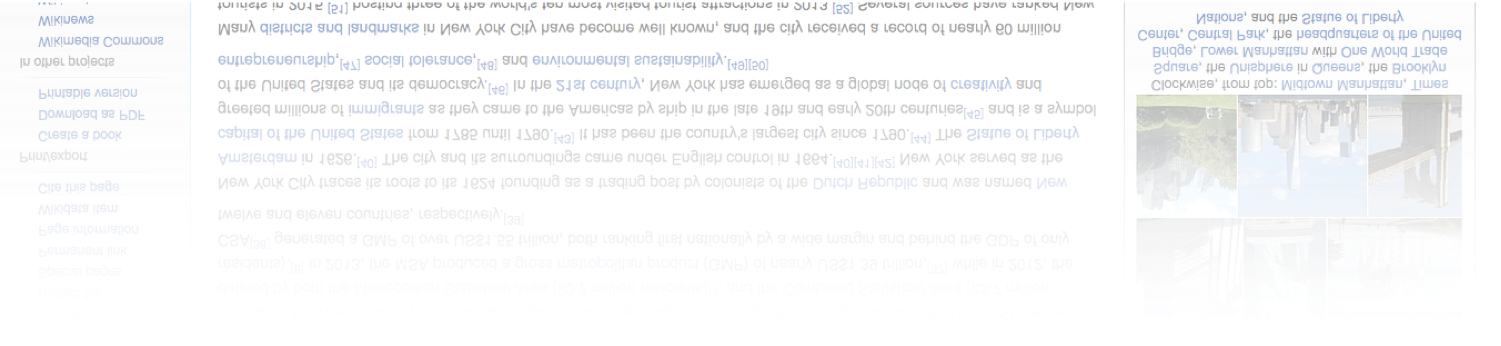 Special pages
Permanent link
Page information
Wikidata item
Cite this page
Print/export
Create a book
Download as PDF
Printable version
In other projects
Wikimedia Commons
Wikinews
and the Combined Statistical Area
residents). In 2013, the MSA produced a gross metropolitan product (GMP) of nearly US$1.39 trillion, while in 2012, the
CSA[38] generated a GMP of over US$1.55 trillion, both ranking first nationally by a wide margin and behind the GDP of only
twelve and eleven countries, respectively.[39]
New York City traces its roots to its 1624 founding as a trading post by colonists of the Dutch Republic and was named New
Amsterdam in 1626.[40] The city and its surroundings came under English control in 1664.[40][41][42] New York served as the
capital of the United States from 1785 until 1790.[43] It has been the country's largest city since 1790.[44] The Statue of Liberty
greeted millions of immigrants as they came to the Americas by ship in the late 19th and early 20th centuries[45] and is a symbol
of the United States and its democracy.[46] In the 21st century, New York has emerged as a global node of creativity and
entrepreneurship,[47] social tolerance,[48] and environmental sustainability.[49][50]
Many districts and landmarks in New York City have become well known, and the city received a record of nearly 60 million
tourists in 2015,[51] hosting three of the world's ten most visited tourist attractions in 2013.[52] Several sources have ranked New
Clockwise, from top: Midtown Manhattan, Times
Square, the Unisphere in Queens, the Brooklyn
Bridge, Lower Manhattan with One World Trade
Center, Central Park, the headquarters of the United
Nations, and the Statue of Liberty